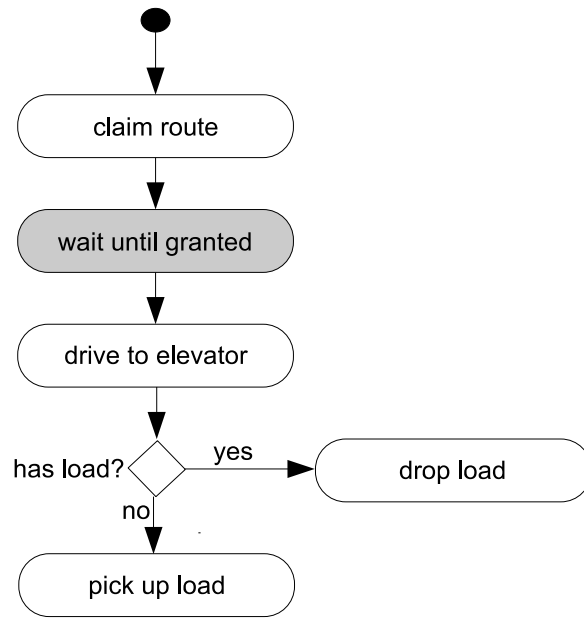 claim route
wait until granted
drive to elevator
has load?
yes
drop load
no
pick up load